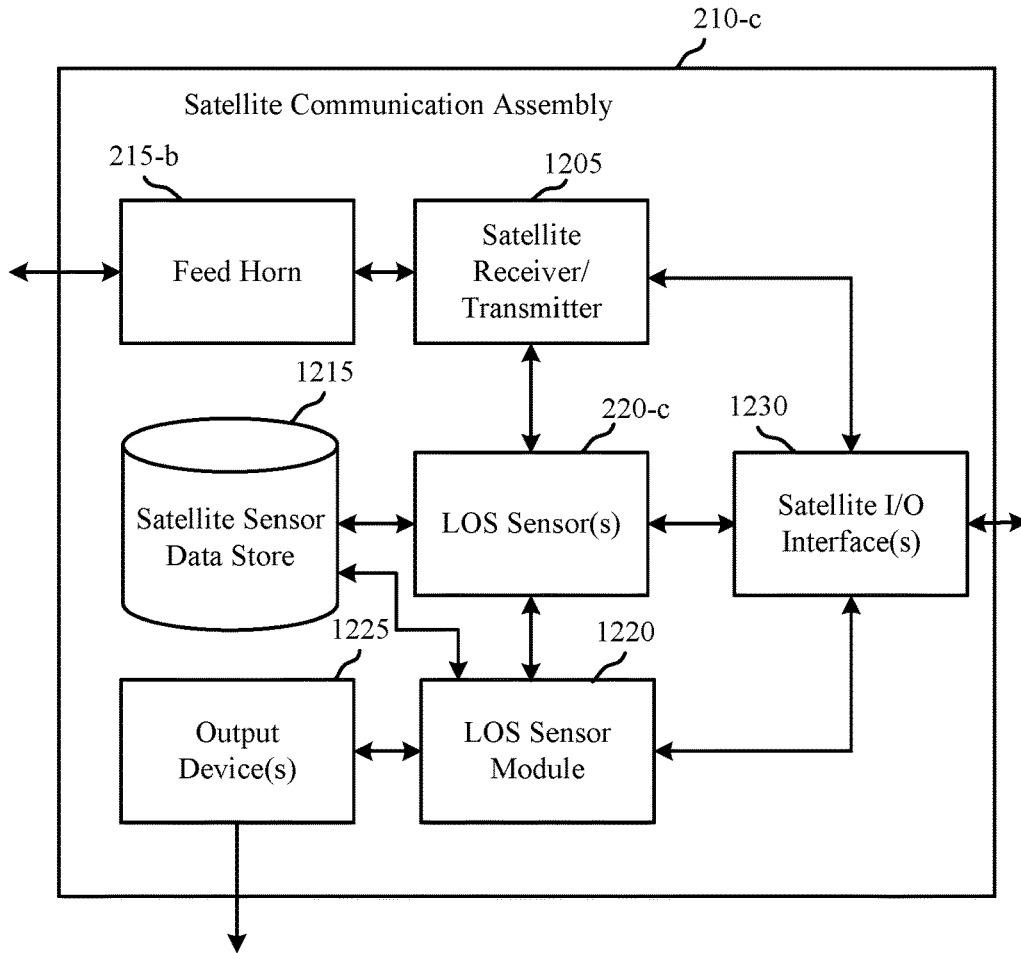 210-c
Satellite Communication Assembly
215-b
1205
Feed Horn
Satellite
Receiver/
Transmitter
1215
220-c
1230
Satellite Sensor
Data Store
LOS Sensor(s)
Satellite I/O
Interface(s)
1225
1220
Output
Device(s)
LOS Sensor
Module